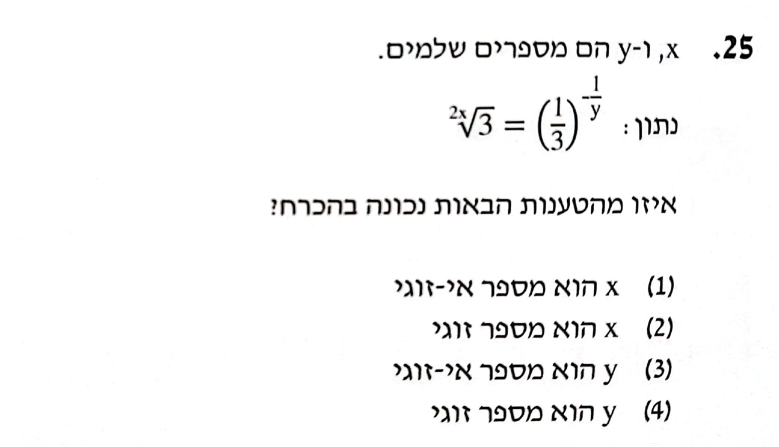 25. x, ו-y הם מספרים שלמים.
נתון: $\sqrt[2x]{3} = \left(\frac{1}{3}\right)^{-\frac{1}{y}}$
איזו מהטענות הבאות נכונה בהכרח?
(1) x הוא מספר אי-זוגי
(2) x הוא מספר זוגי
(3) y הוא מספר אי-זוגי
(4) y הוא מספר זוגי